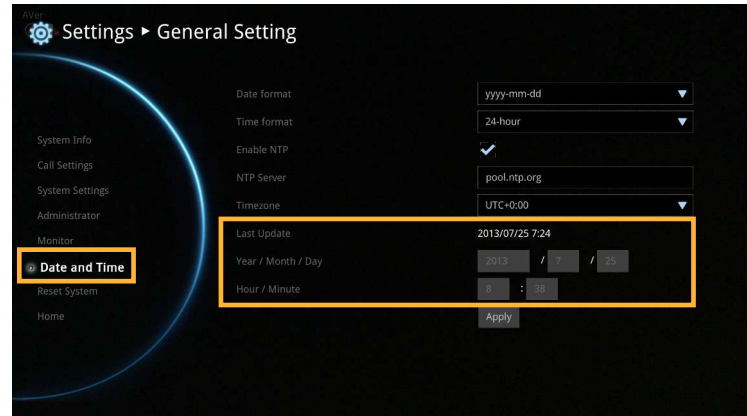 AVer
Settings ▸ General Setting
Date format yyyy-mm-dd
Time format 24-hour
System Info
Enable NTP
Call Settings
NTP Server pool.ntp.org
System Settings
Timezone UTC+0:00
Administrator
Last Update 2013/07/25 7:24
Monitor
Year / Month / Day 2013 / 7 / 25
Date and Time
Hour / Minute 8 : 38
Reset System
Home
Apply